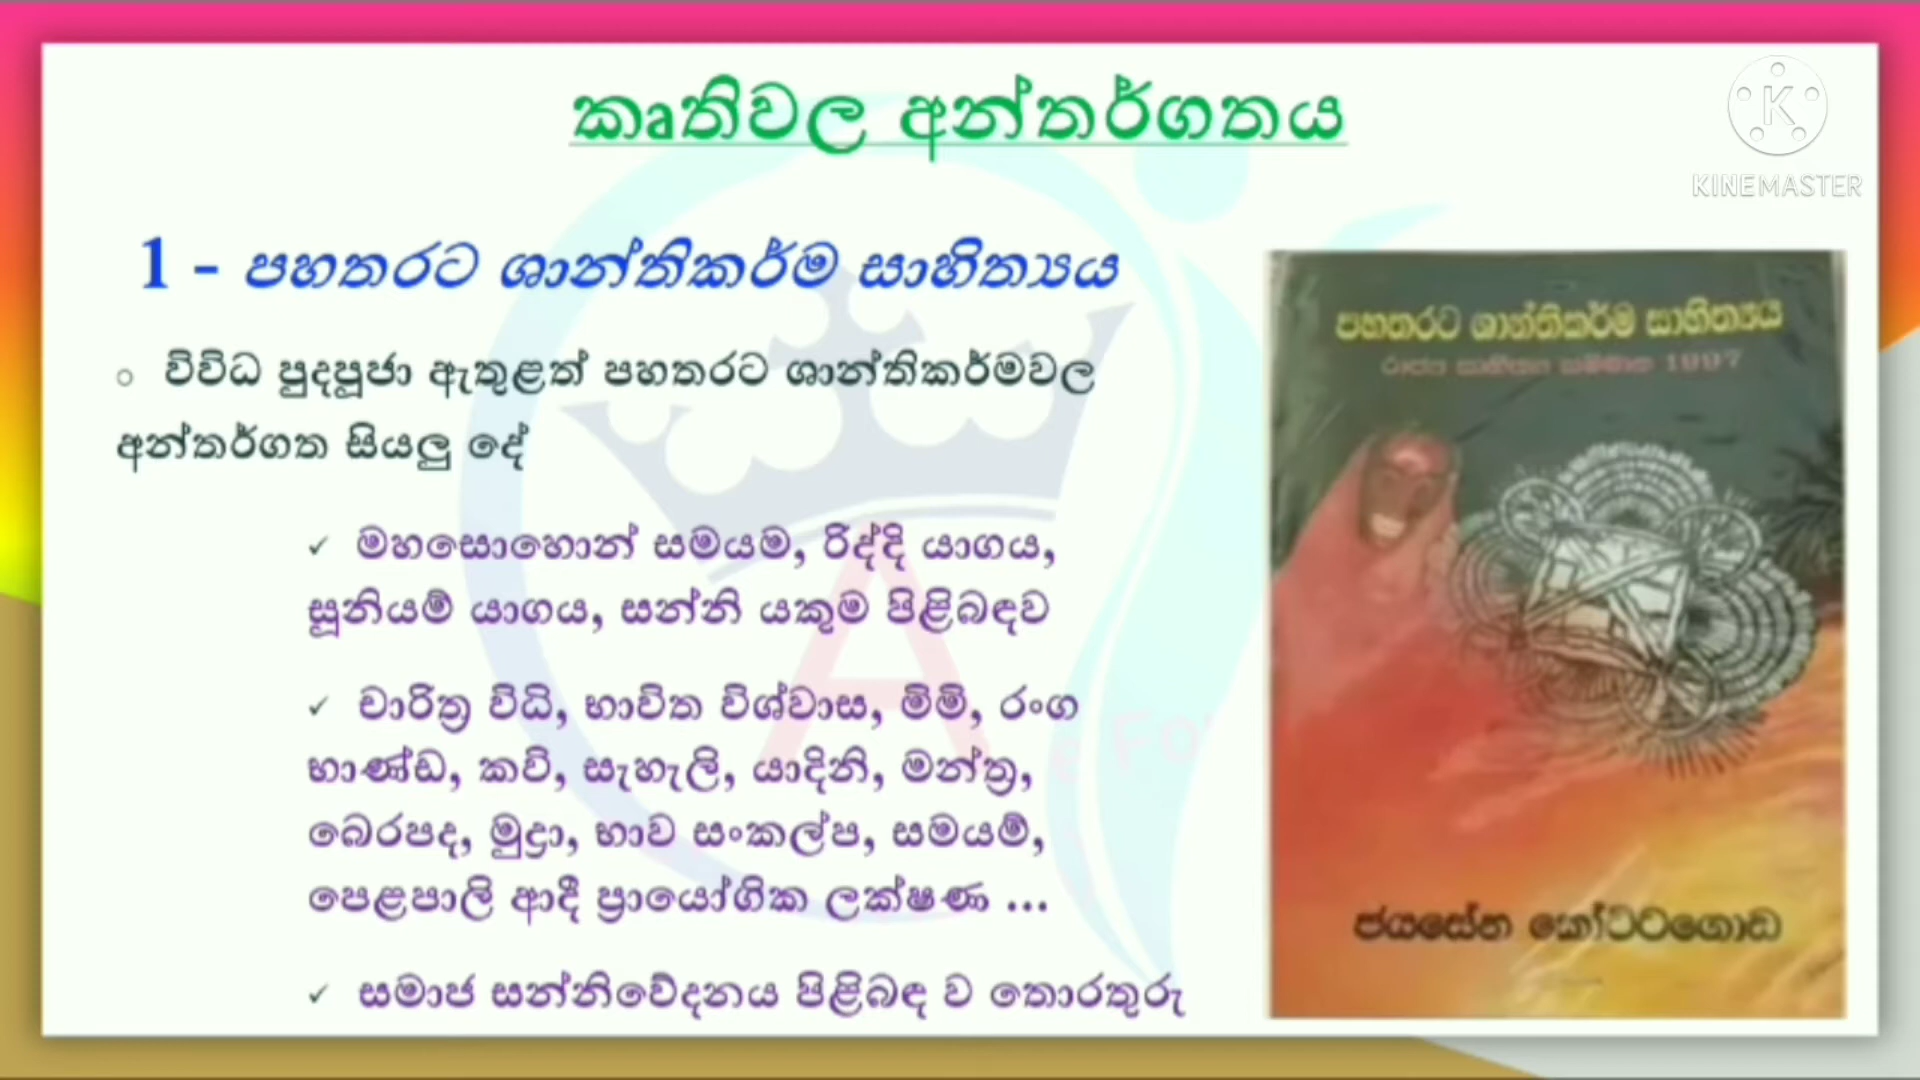 කෘතිවල අන්තර්ගතය
KINEMASTER
1 - පහතරට ශාන්තිකර්ම සාහිත්‍යය
විවිධ පුදපූජා ඇතුළත් පහතරට ශාන්තිකර්මවල
අන්තර්ගත සියලු දේ
✓ මහසොහොන් සමයම, රිද්දි යාගය,
සූනියම් යාගය, සන්නි යකුම පිළිබඳව
✓ චාරිත්‍ර විධි, භාවිත විශ්වාස, මිමි, රංග
භාණ්ඩ, කවි, සැහැලි, යාදිනි, මන්ත්‍ර,
බෙරපද, මුද්‍රා, භාව සංකල්ප, සමයම්,
පෙළපාලි ආදී ප්‍රායෝගික ලක්ෂණ ...
✓ සමාජ සන්නිවේදනය පිළිබඳ ව තොරතුරු
පහතරට ශාන්තිකර්ම සාහිත්‍යය
රාජ්‍ය සාහිත්‍ය සම්මාන 1997
ජයසේන කෝට්ටගොඩ